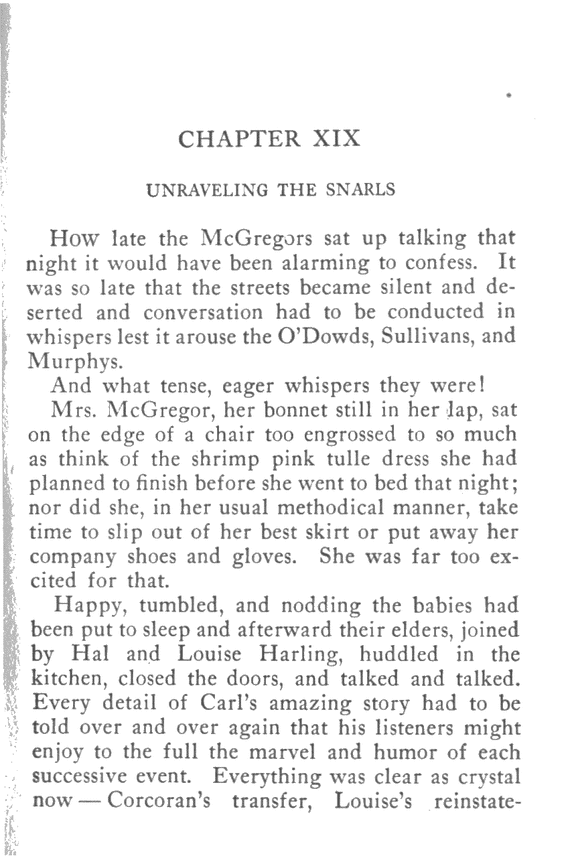 CHAPTER XIX
UNRAVELING THE SNARLS
How late the McGregors sat up talking that
night it would have been alarming to confess. It
was so late that the streets became silent and de-
serted and conversation had to be conducted in
whispers lest it arouse the O'Dowds, Sullivans, and
Murphys.
And what tense, eager whispers they were!
Mrs. McGregor, her bonnet still in her lap, sat
on the edge of a chair too engrossed to so much
as think of the shrimp pink tulle dress she had
planned to finish before she went to bed that night;
nor did she, in her usual methodical manner, take
time to slip out of her best skirt or put away her
company shoes and gloves. She was far too ex-
cited for that.
Happy, tumbled, and nodding the babies had
been put to sleep and afterward their elders, joined
by Hal and Louise Harling, huddled in the
kitchen, closed the doors, and talked and talked.
Every detail of Carl's amazing story had to be
told over and over again that his listeners might
enjoy to the full the marvel and humor of each
successive event. Everything was clear as crystal
now — Corcoran's transfer, Louise's reinstate-